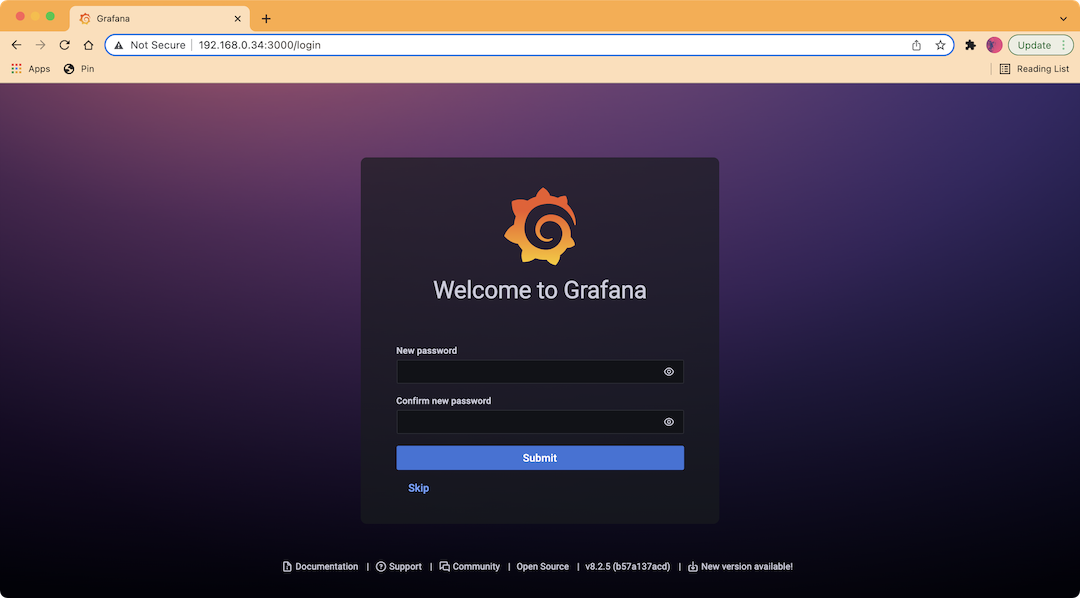 Grafana
Not Secure 192.168.0.34:3000/login Update
Apps Pin Reading List
Welcome to Grafana
New password
Confirm new password
Submit
Skip
Documentation | Support | Community | Open Source | v8.2.5 (b57a137acd) | New version available!